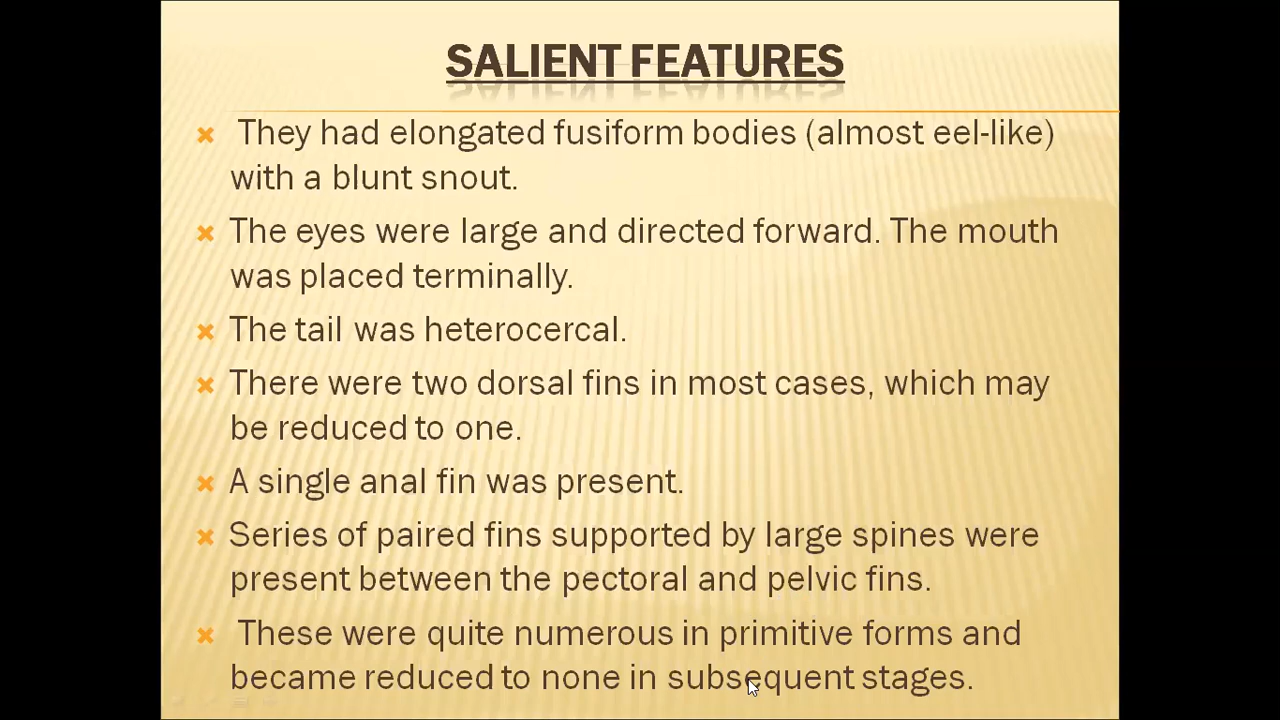 SALIENT FEATURES
They had elongated fusiform bodies (almost eel-like)
with a blunt snout.
The eyes were large and directed forward. The mouth
was placed terminally.
The tail was heterocercal.
There were two dorsal fins in most cases, which may
be reduced to one.
A single anal fin was present.
Series of paired fins supported by large spines were
present between the pectoral and pelvic fins.
These were quite numerous in primitive forms and
became reduced to none in subsequent stages.